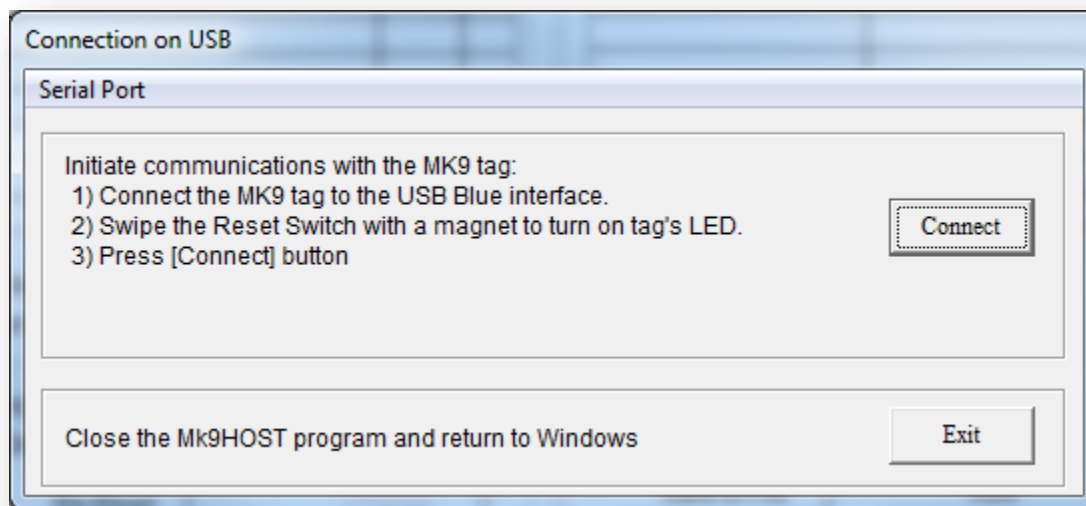 Connection on USB
Serial Port
Initiate communications with the MK9 tag:
1) Connect the MK9 tag to the USB Blue interface.
2) Swipe the Reset Switch with a magnet to turn on tag's LED.
3) Press [Connect] button
Connect
Close the Mk9HOST program and return to Windows
Exit